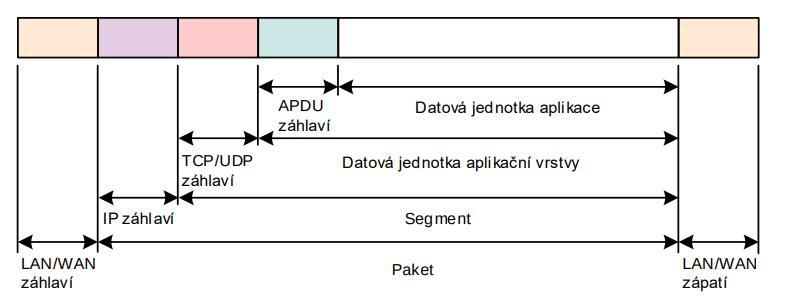 APDU
záhlaví
Datová jednotka aplikace
TCP/UDP
záhlaví
Datová jednotka aplikační vrstvy
IP záhlaví
Segment
LAN/WAN
záhlaví
Paket
LAN/WAN
zápatí